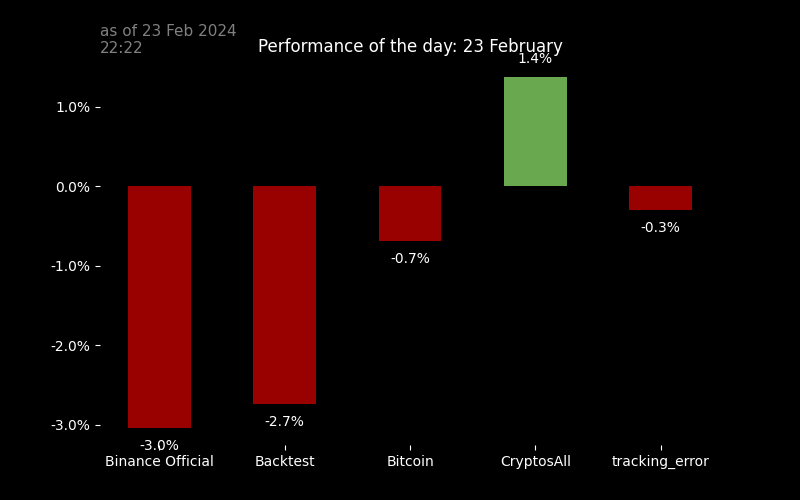 as of 23 Feb 2024
22:22
Performance of the day: 23 February
1.4%
1.0%
0.0%
-0.3%
-0.7%
-1.0%
-2.0%
-2.7%
-3.0%
-3.0%
Binance Official
Backtest
Bitcoin
CryptosAll
tracking_error